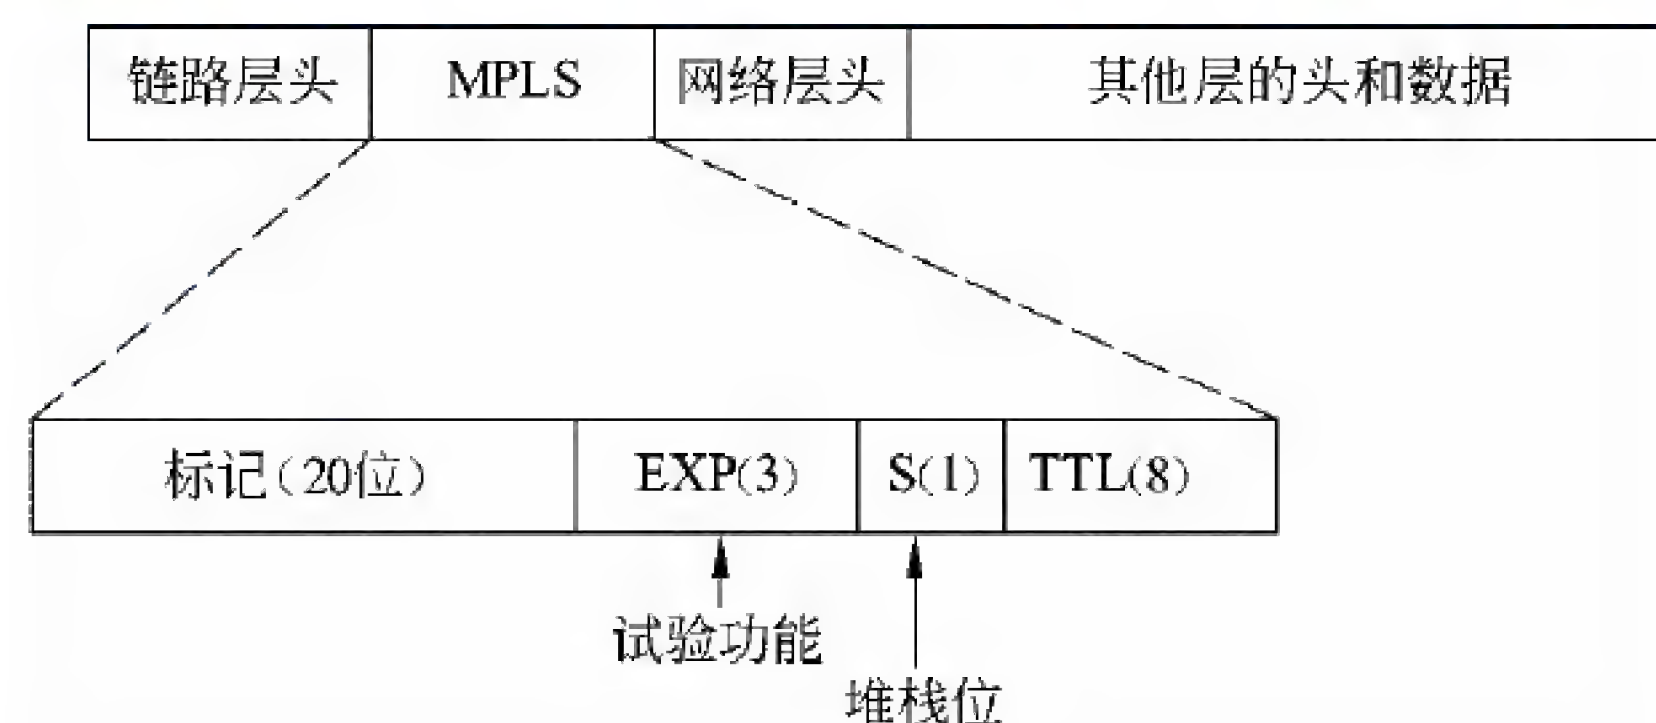 链路层头 MPLS 网络层头 其他层的头和数据
标记(20位) EXP(3) S(1) TTL(8)
试验功能
堆栈位